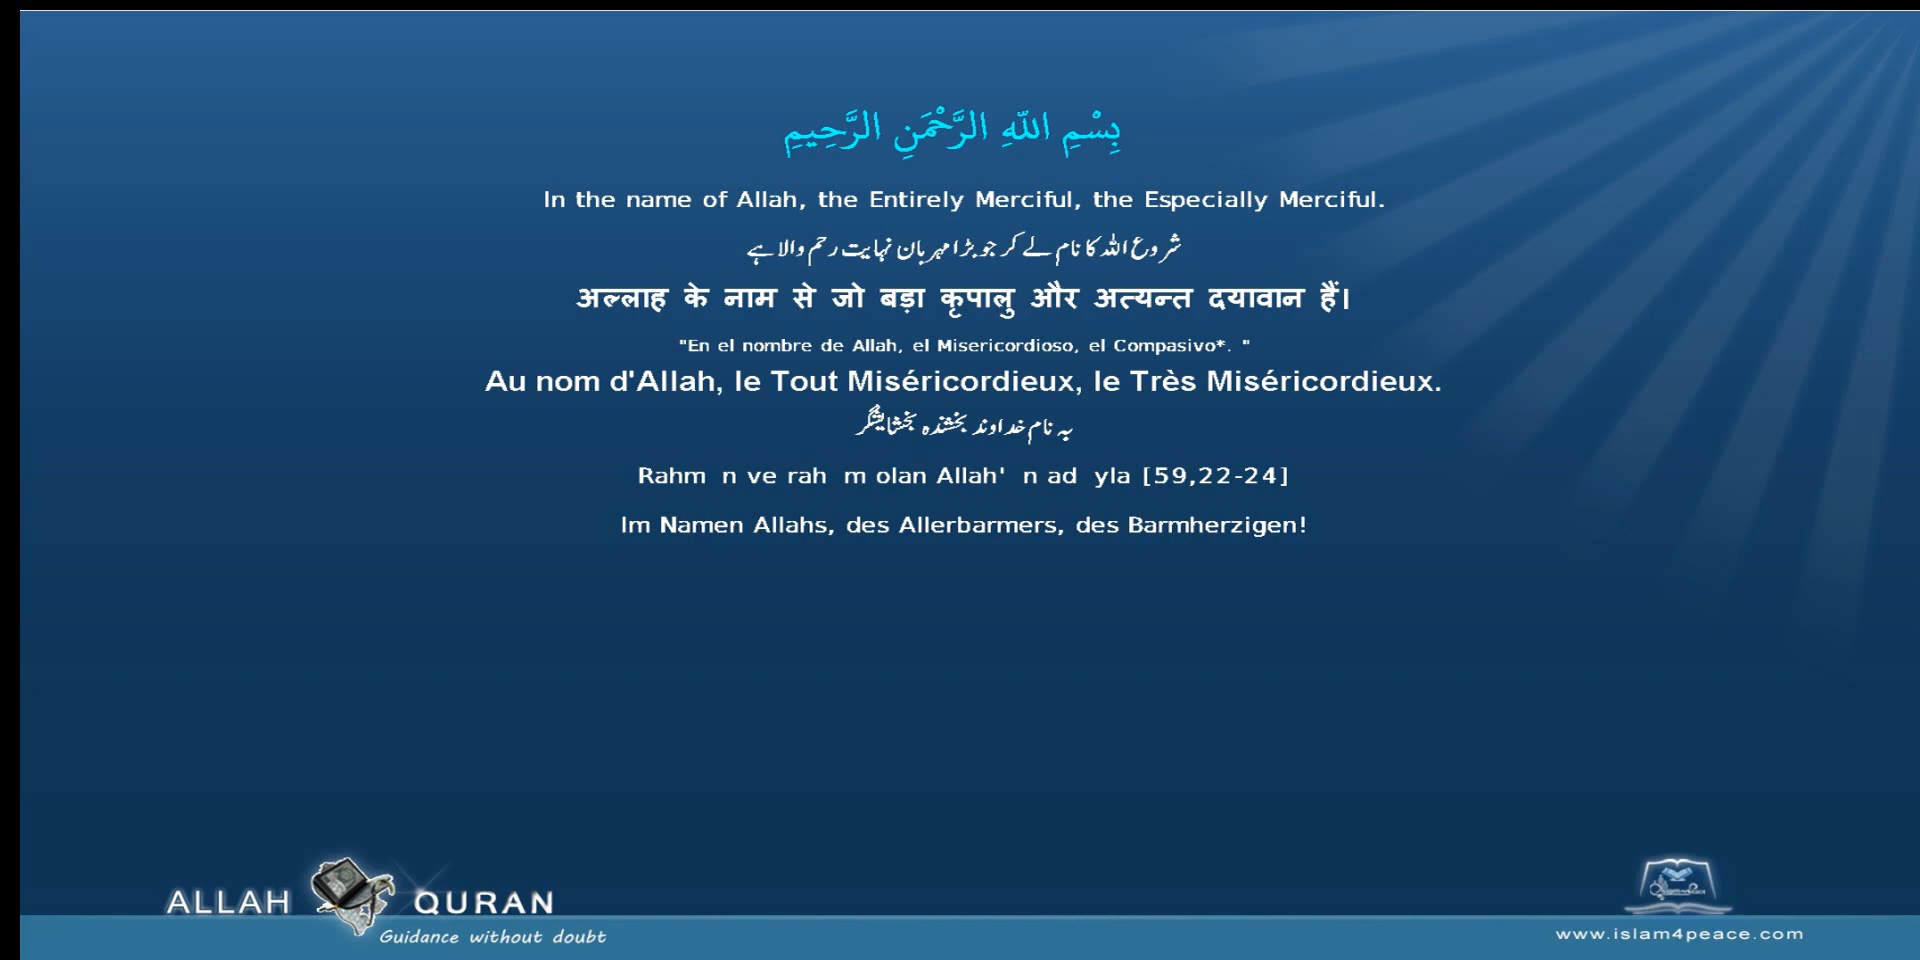 بِسْمِ اللَّهِ الرَّحْمَنِ الرَّحِيمِ
In the name of Allah, the Entirely Merciful, the Especially Merciful.
شروع اللہ کا نام لے کر جو بڑا مہربان نہایت رحم والا ہے
अल्लाह के नाम से जो बड़ा कृपालु और अत्यन्त दयावान हैं।
"En el nombre de Allah, el Misericordioso, el Compasivo*. "
Au nom d'Allah, le Tout Miséricordieux, le Très Miséricordieux.
به نام خداوند بخشنده بخشایشگر
Rahm n ve rah m olan Allah' n ad yla [59,22-24]
Im Namen Allahs, des Allerbarmers, des Barmherzigen!
ALLAH QURAN
Guidance without doubt
www.islam4peace.com